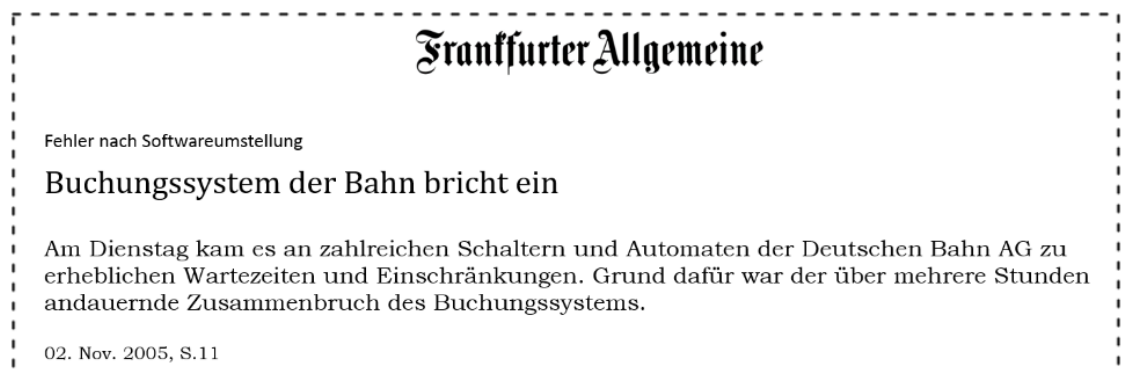 Frankfurter Allgemeine
Fehler nach Softwareumstellung
Buchungssystem der Bahn bricht ein
Am Dienstag kam es an zahlreichen Schaltern und Automaten der Deutschen Bahn AG zu
erheblichen Wartezeiten und Einschränkungen. Grund dafür war der über mehrere Stunden
andauernde Zusammenbruch des Buchungssystems.
02. Nov. 2005, S.11